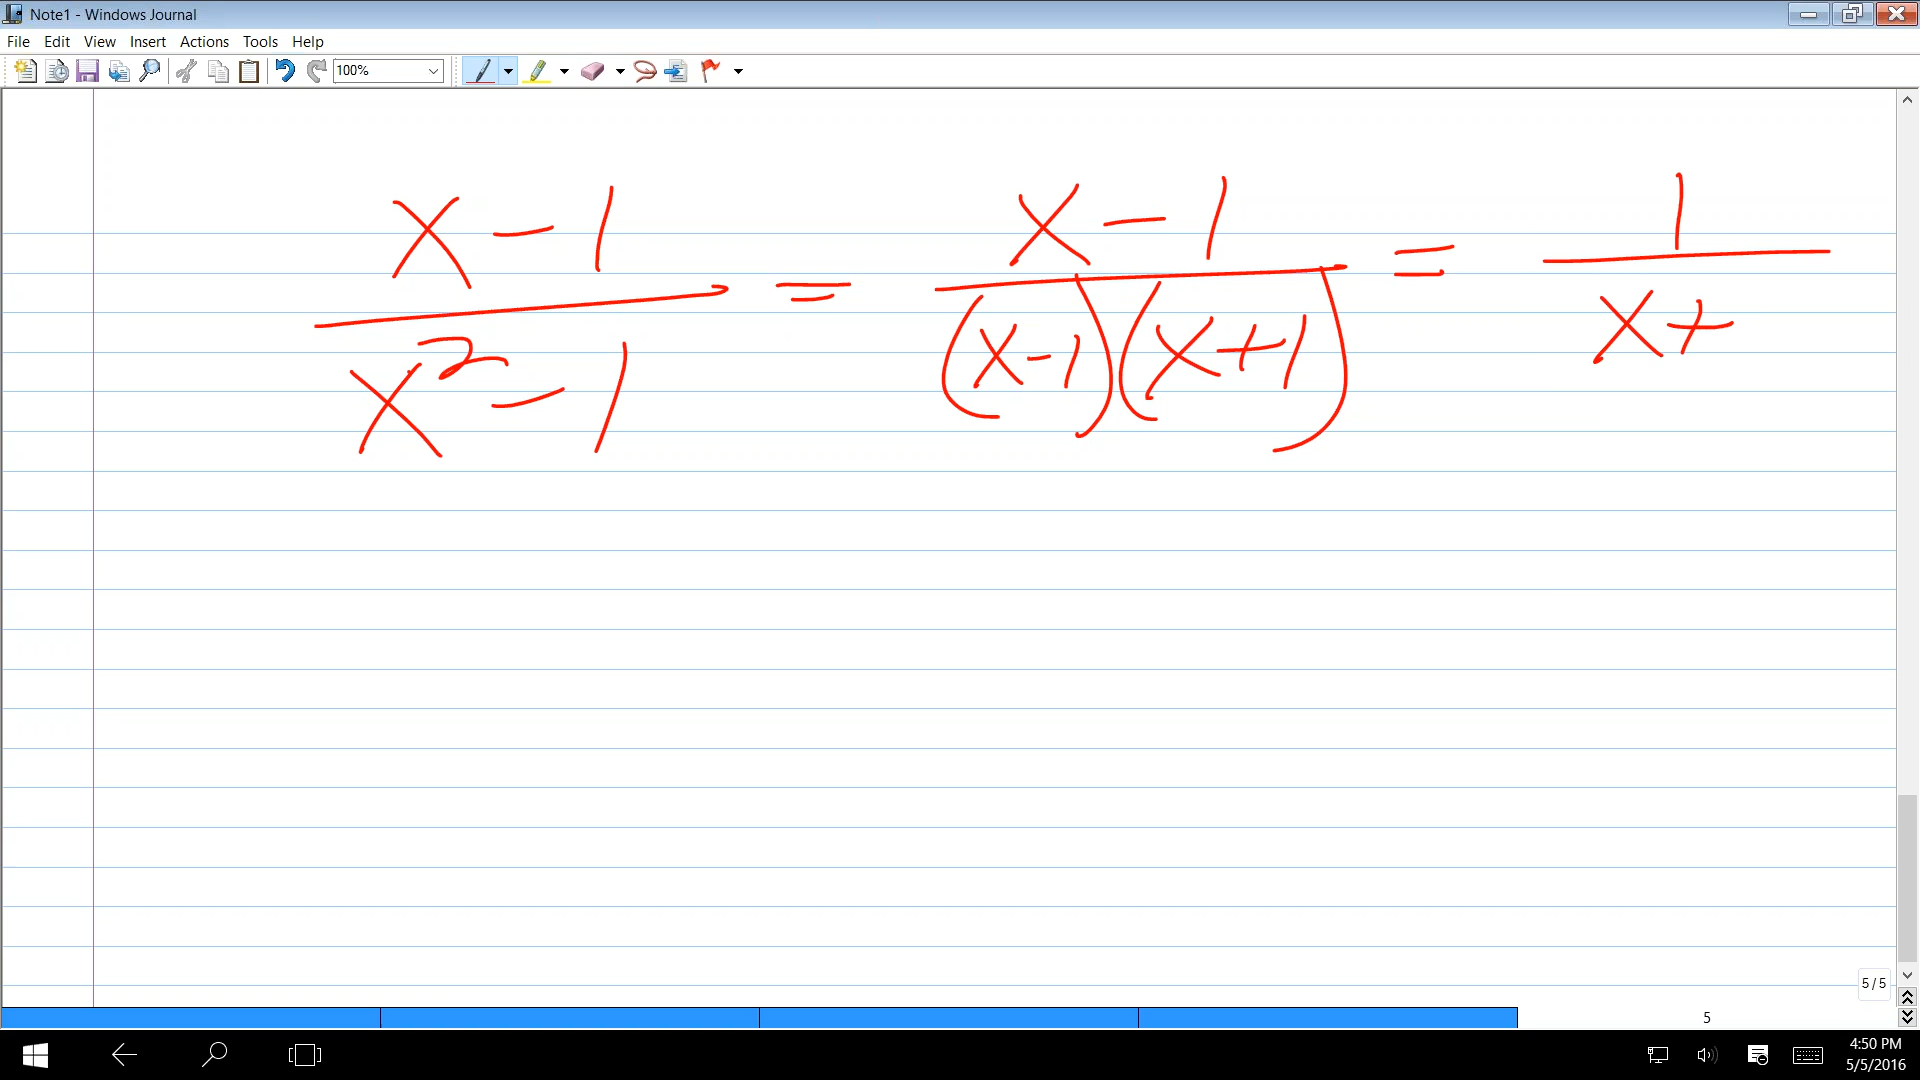 Note1 - Windows Journal
File Edit View Insert Actions Tools Help
100%
x - 1 / x² - 1 = x - 1 / (x - 1)(x + 1) = 1 / x +
5 / 5
5
4:50 PM
5/5/2016